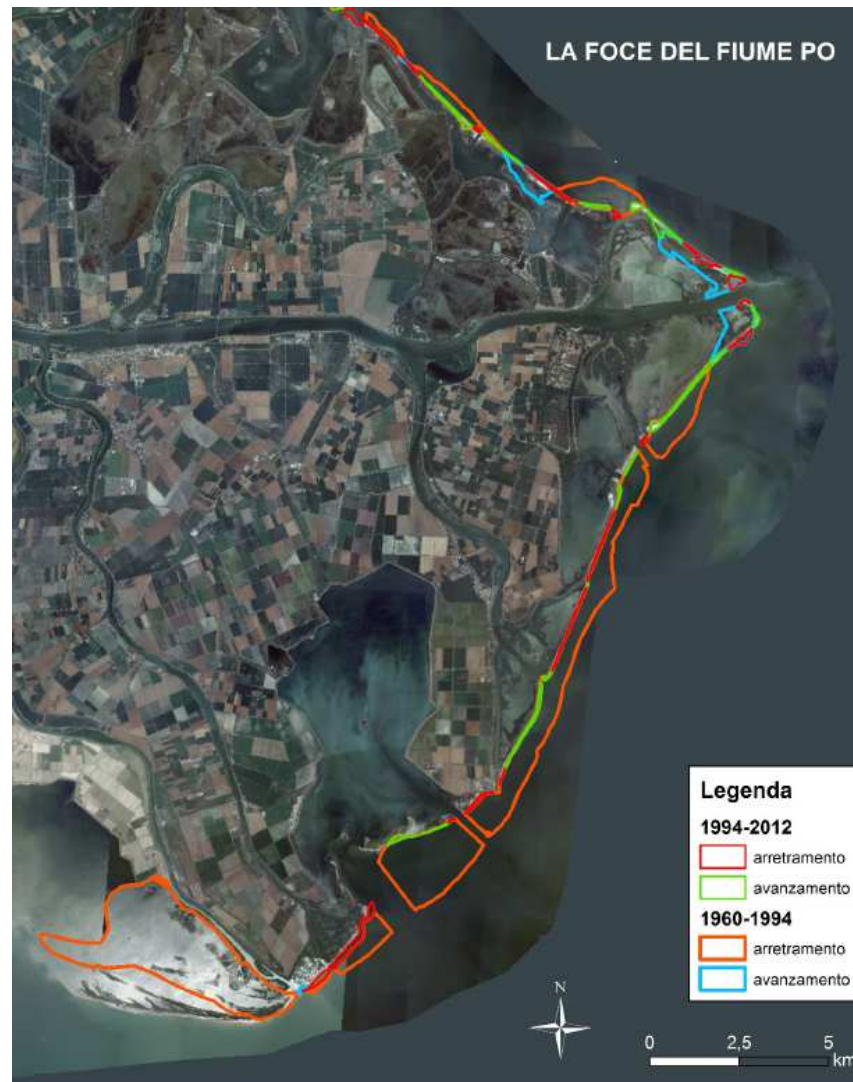 LA FOCE DEL FIUME PO
Legenda
1994-2012
arretramento
avanzamento
1960-1994
arretramento
avanzamento
N
0 2,5 5
km